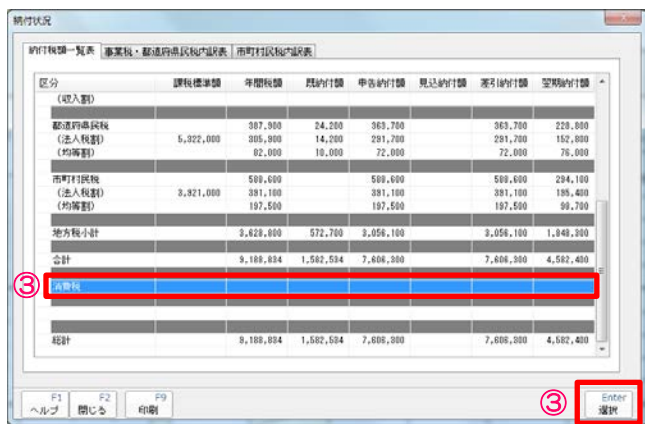 納付状況
納付税額一覧表 事業税・都道府県民税内訳表 市町村民税内訳表
区分 課税標準額 年間税額 既納付額 申告納付額 見込納付額 差引納付額 翌期納付額
(収入割)
都道府県民税 387,900 24,200 363,700 363,700 228,800
(法人税割) 5,322,000 305,900 14,200 291,700 291,700 152,800
(均等割) 82,000 10,000 72,000 72,000 76,000
市町村民税 588,600 588,600 588,600 294,100
(法人税割) 3,921,000 391,100 391,100 391,100 195,400
(均等割) 197,500 197,500 197,500 98,700
地方税小計 3,628,800 572,700 3,056,100 3,056,100 1,848,300
合計 9,188,834 1,582,534 7,606,300 7,606,300 4,582,400
③ 消費税
総計 9,188,834 1,582,534 7,606,300 7,606,300 4,582,400
F1 F2 F9 Enter
ヘルプ 閉じる 印刷 ③ 選択